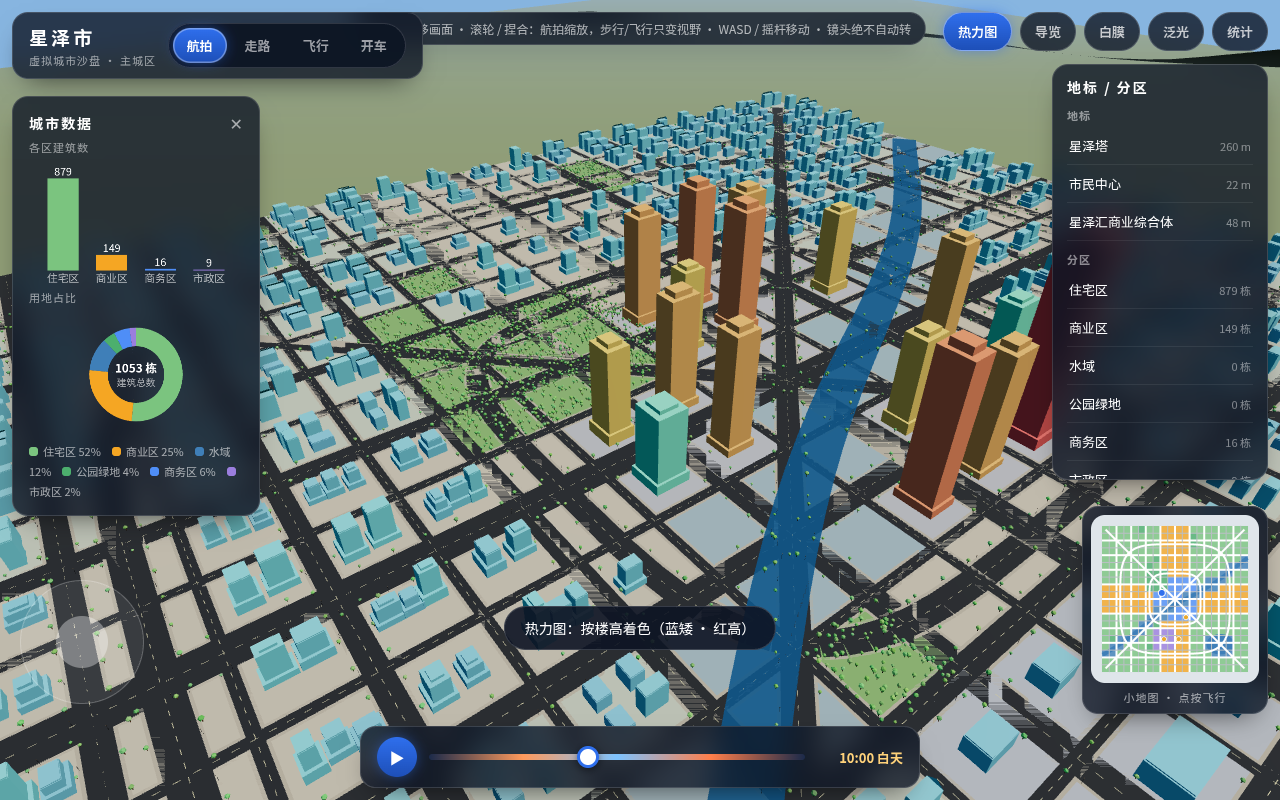 星泽市
虚拟城市沙盘 · 主城区
航拍
走路
飞行
开车
移画面 · 滚轮 / 捏合：航拍缩放，步行/飞行只变视野 · WASD / 摇杆移动 · 镜头绝不自动转
热力图
导览
白膜
泛光
统计
城市数据
×
各区建筑数
879
149
16
9
住宅区
商业区
商务区
市政区
用地占比
1053 栋
建筑总数
住宅区 52% 商业区 25% 水域
12% 公园绿地 4% 商务区 6%
市政区 2%
地标 / 分区
地标
星泽塔 260 m
市民中心 22 m
星泽汇商业综合体 48 m
分区
住宅区 879 栋
商业区 149 栋
水域 0 栋
公园绿地 0 栋
商务区 16 栋
热力图：按楼高着色（蓝矮 · 红高）
小地图 · 点按飞行
10:00 白天